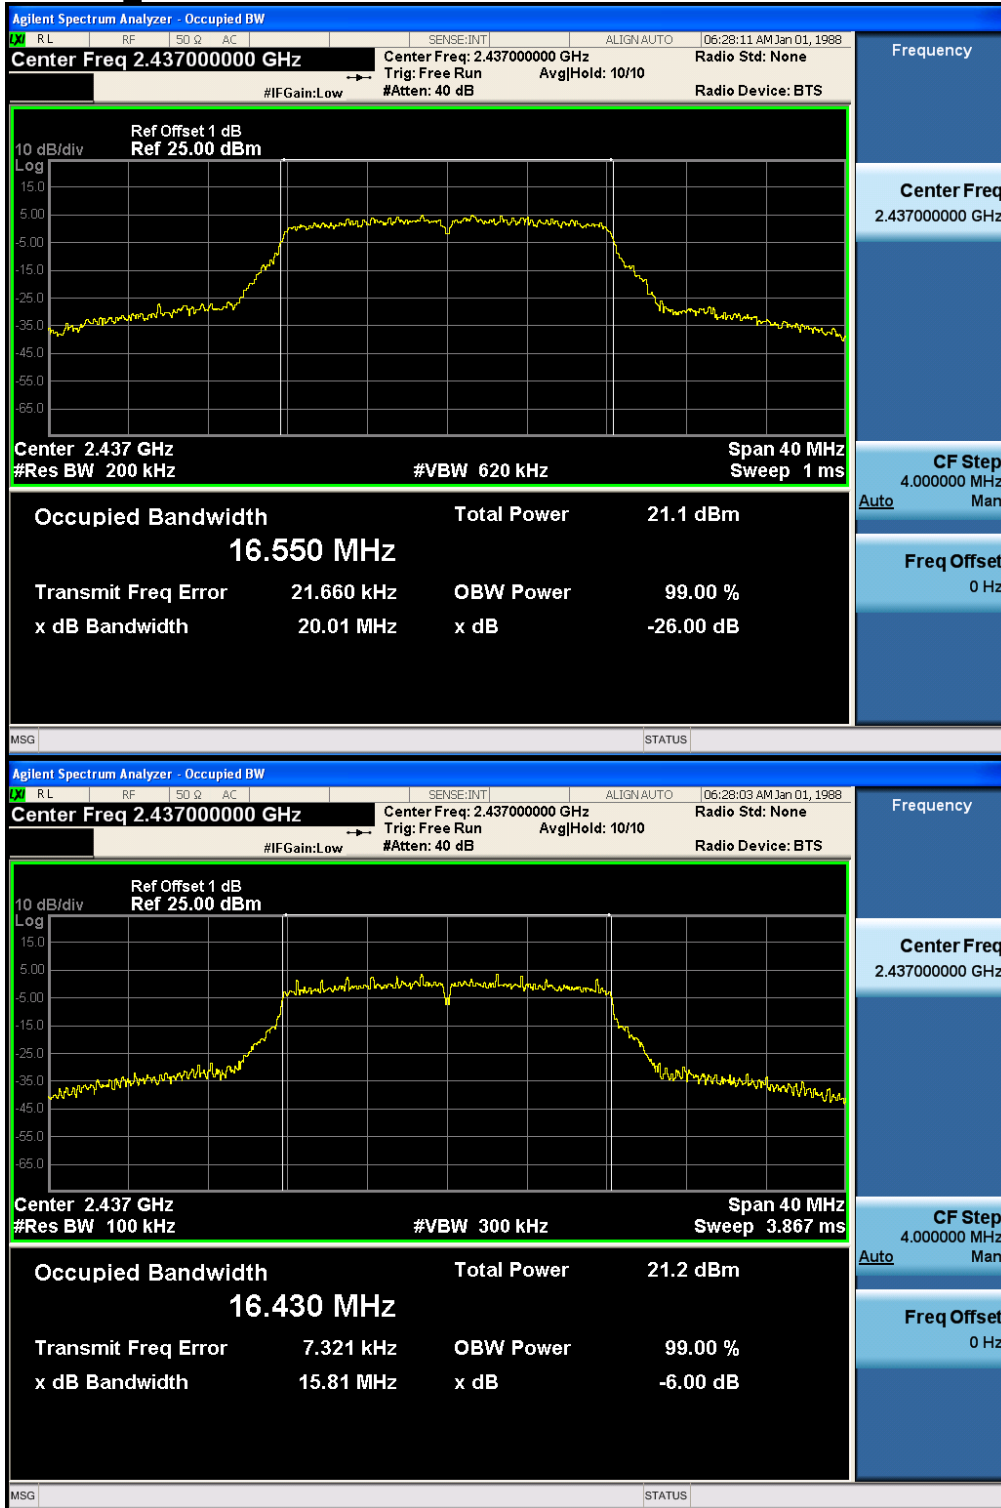 Agilent Spectrum Analyzer - Occupied BW
LXI RL RF 50 Ω AC SENSE:INT ALIGN AUTO 06:28:11 AM Jan 01, 1988
Center Freq 2.437000000 GHz
Center Freq: 2.437000000 GHz
Radio Std: None
Trig: Free Run Avg|Hold: 10/10
#IFGain:Low
#Atten: 40 dB
Radio Device: BTS
Frequency
Ref Offset 1 dB
10 dB/div Ref 25.00 dBm
Log
15.0
5.00
-5.00
-15.0
-25.0
-35.0
-45.0
-55.0
-65.0
Center 2.437 GHz Span 40 MHz
#Res BW 200 kHz #VBW 620 kHz Sweep 1 ms
Center Freq
2.437000000 GHz
CF Step
4.000000 MHz
Auto Man
Freq Offset
0 Hz
Occupied Bandwidth Total Power 21.1 dBm
16.550 MHz
Transmit Freq Error 21.660 kHz OBW Power 99.00 %
x dB Bandwidth 20.01 MHz x dB -26.00 dB
MSG STATUS
Agilent Spectrum Analyzer - Occupied BW
LXI RL RF 50 Ω AC SENSE:INT ALIGN AUTO 06:28:03 AM Jan 01, 1988
Center Freq 2.437000000 GHz
Center Freq: 2.437000000 GHz
Radio Std: None
Trig: Free Run Avg|Hold: 10/10
#IFGain:Low
#Atten: 40 dB
Radio Device: BTS
Frequency
Ref Offset 1 dB
10 dB/div Ref 25.00 dBm
Log
15.0
5.00
-5.00
-15.0
-25.0
-35.0
-45.0
-55.0
-65.0
Center 2.437 GHz Span 40 MHz
#Res BW 100 kHz #VBW 300 kHz Sweep 3.867 ms
Center Freq
2.437000000 GHz
CF Step
4.000000 MHz
Auto Man
Freq Offset
0 Hz
Occupied Bandwidth Total Power 21.2 dBm
16.430 MHz
Transmit Freq Error 7.321 kHz OBW Power 99.00 %
x dB Bandwidth 15.81 MHz x dB -6.00 dB
MSG STATUS